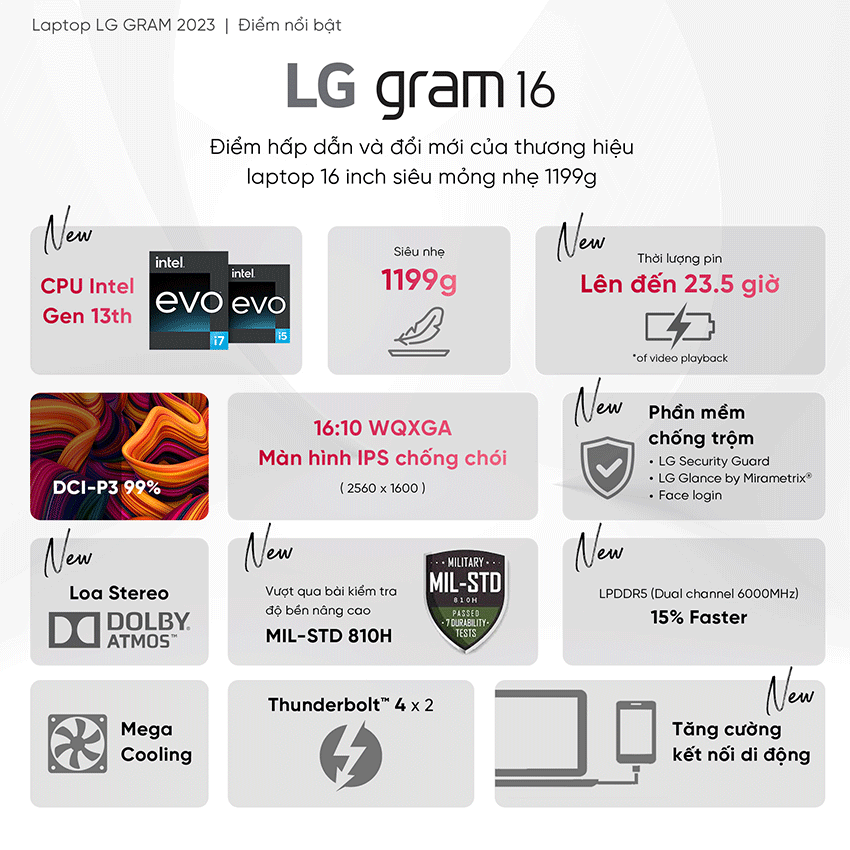 Laptop LG GRAM 2023 | Điểm nổi bật
LG gram 16
Điểm hấp dẫn và đổi mới của thương hiệu
laptop 16 inch siêu mỏng nhẹ 1199g
New
CPU Intel
Gen 13th
intel.
evo
i7
intel.
evo
i5
Siêu nhẹ
1199g
New
Thời lượng pin
Lên đến 23.5 giờ
*of video playback
DCI-P3 99%
16:10 WQXGA
Màn hình IPS chống chói
( 2560 x 1600 )
New
Phần mềm
chống trộm
• LG Security Guard
• LG Glance by Mirametrix®
• Face login
New
Loa Stereo
DOLBY
ATMOS™
New
Vượt qua bài kiểm tra
độ bền nâng cao
MIL-STD 810H
MILITARY
MIL-STD
810H
PASSED
• 7 DURABILITY •
TESTS
New
LPDDR5 (Dual channel 6000MHz)
15% Faster
Mega
Cooling
Thunderbolt™ 4 x 2
New
Tăng cường
kết nối di động